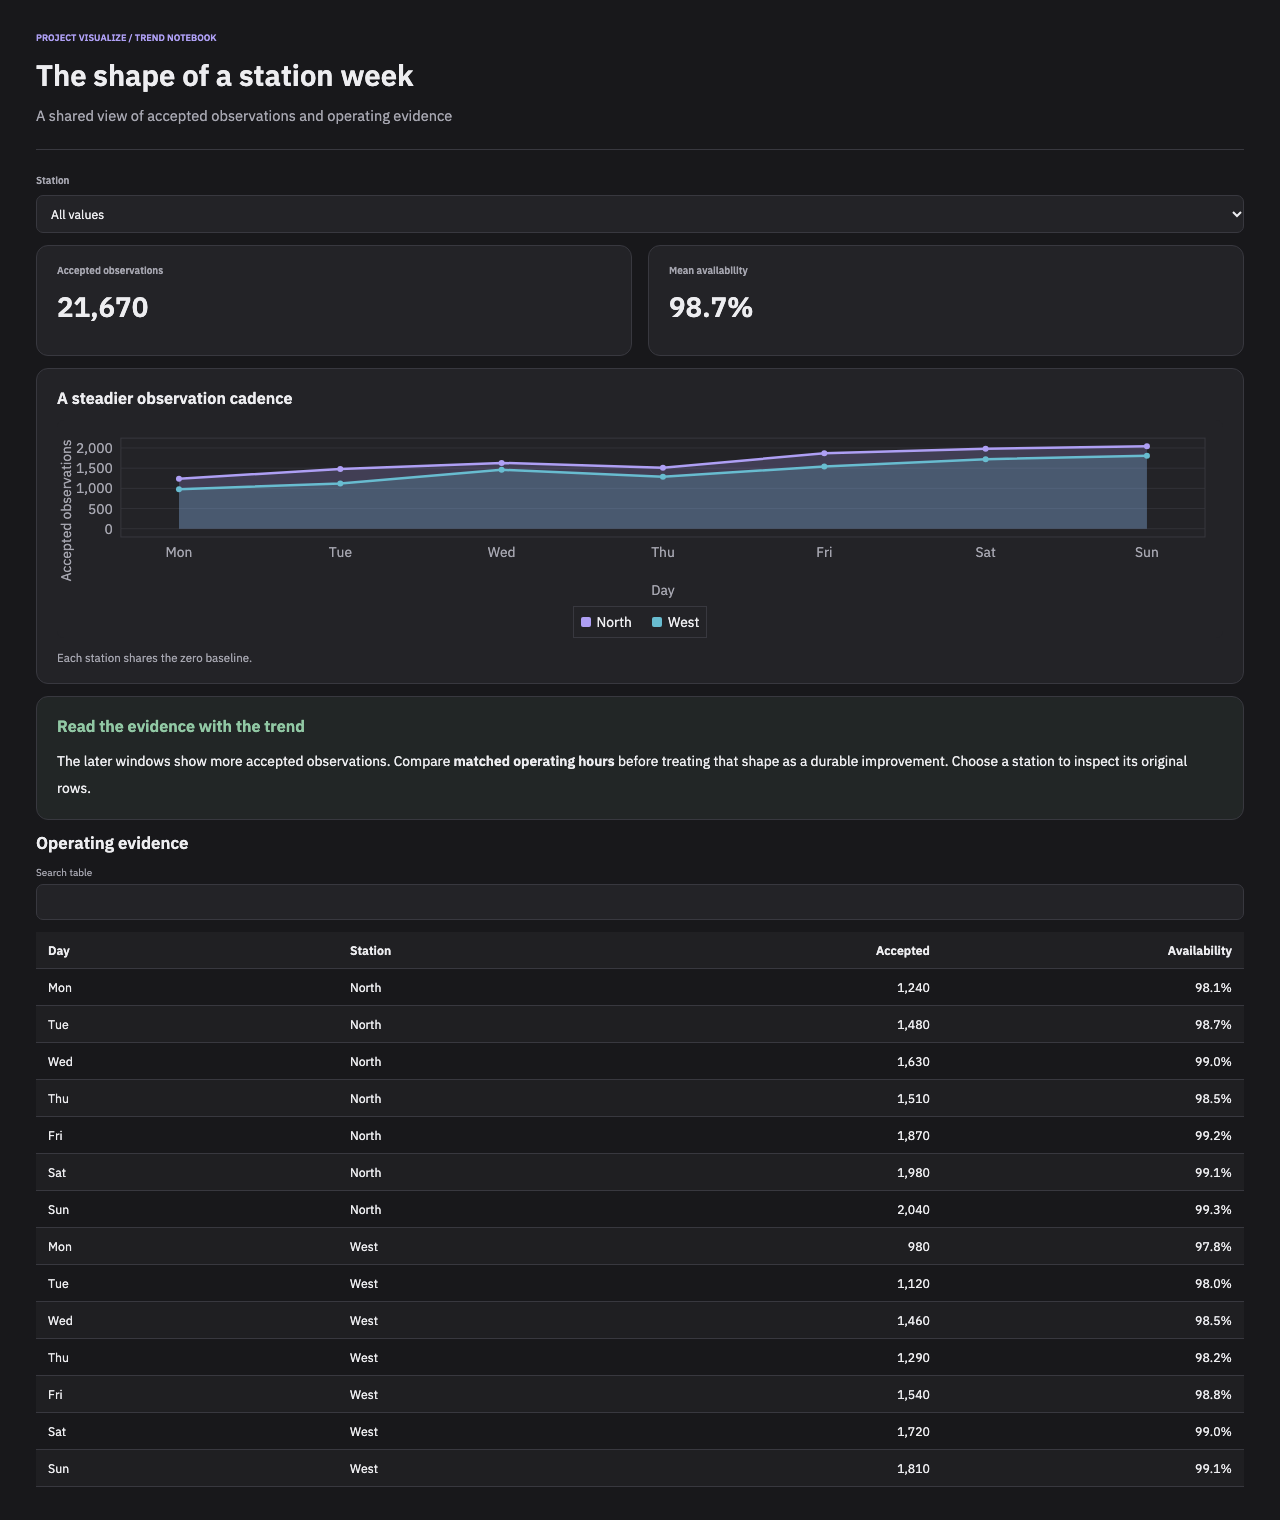 PROJECT VISUALIZE / TREND NOTEBOOK
The shape of a station week
A shared view of accepted observations and operating evidence
Station
All values
Accepted observations
21,670
Mean availability
98.7%
A steadier observation cadence
Accepted observations
2,000
1,500
1,000
500
0
Mon Tue Wed Thu Fri Sat Sun
Day
North West
Each station shares the zero baseline.
Read the evidence with the trend
The later windows show more accepted observations. Compare matched operating hours before treating that shape as a durable improvement. Choose a station to inspect its original
rows.
Operating evidence
Search table
Day Station Accepted Availability
Mon North 1,240 98.1%
Tue North 1,480 98.7%
Wed North 1,630 99.0%
Thu North 1,510 98.5%
Fri North 1,870 99.2%
Sat North 1,980 99.1%
Sun North 2,040 99.3%
Mon West 980 97.8%
Tue West 1,120 98.0%
Wed West 1,460 98.5%
Thu West 1,290 98.2%
Fri West 1,540 98.8%
Sat West 1,720 99.0%
Sun West 1,810 99.1%